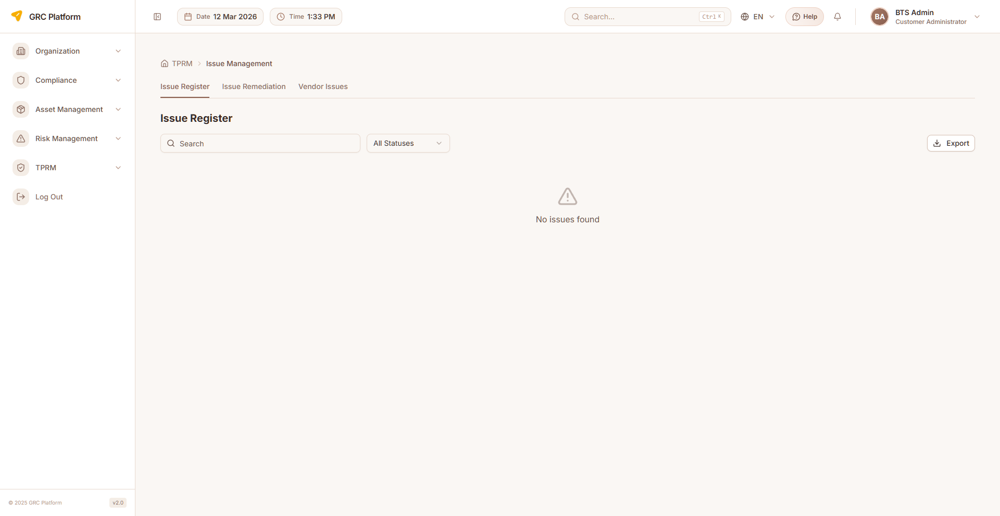 GRC Platform
Date 12 Mar 2026
Time 1:33 PM
Search...
Ctrl K
EN
Help
BA
BTS Admin
Customer Administrator
Organization
Compliance
Asset Management
Risk Management
TPRM
Log Out
TPRM > Issue Management
Issue Register
Issue Remediation
Vendor Issues
Issue Register
Search
All Statuses
Export
No issues found
© 2025 GRC Platform
v2.0